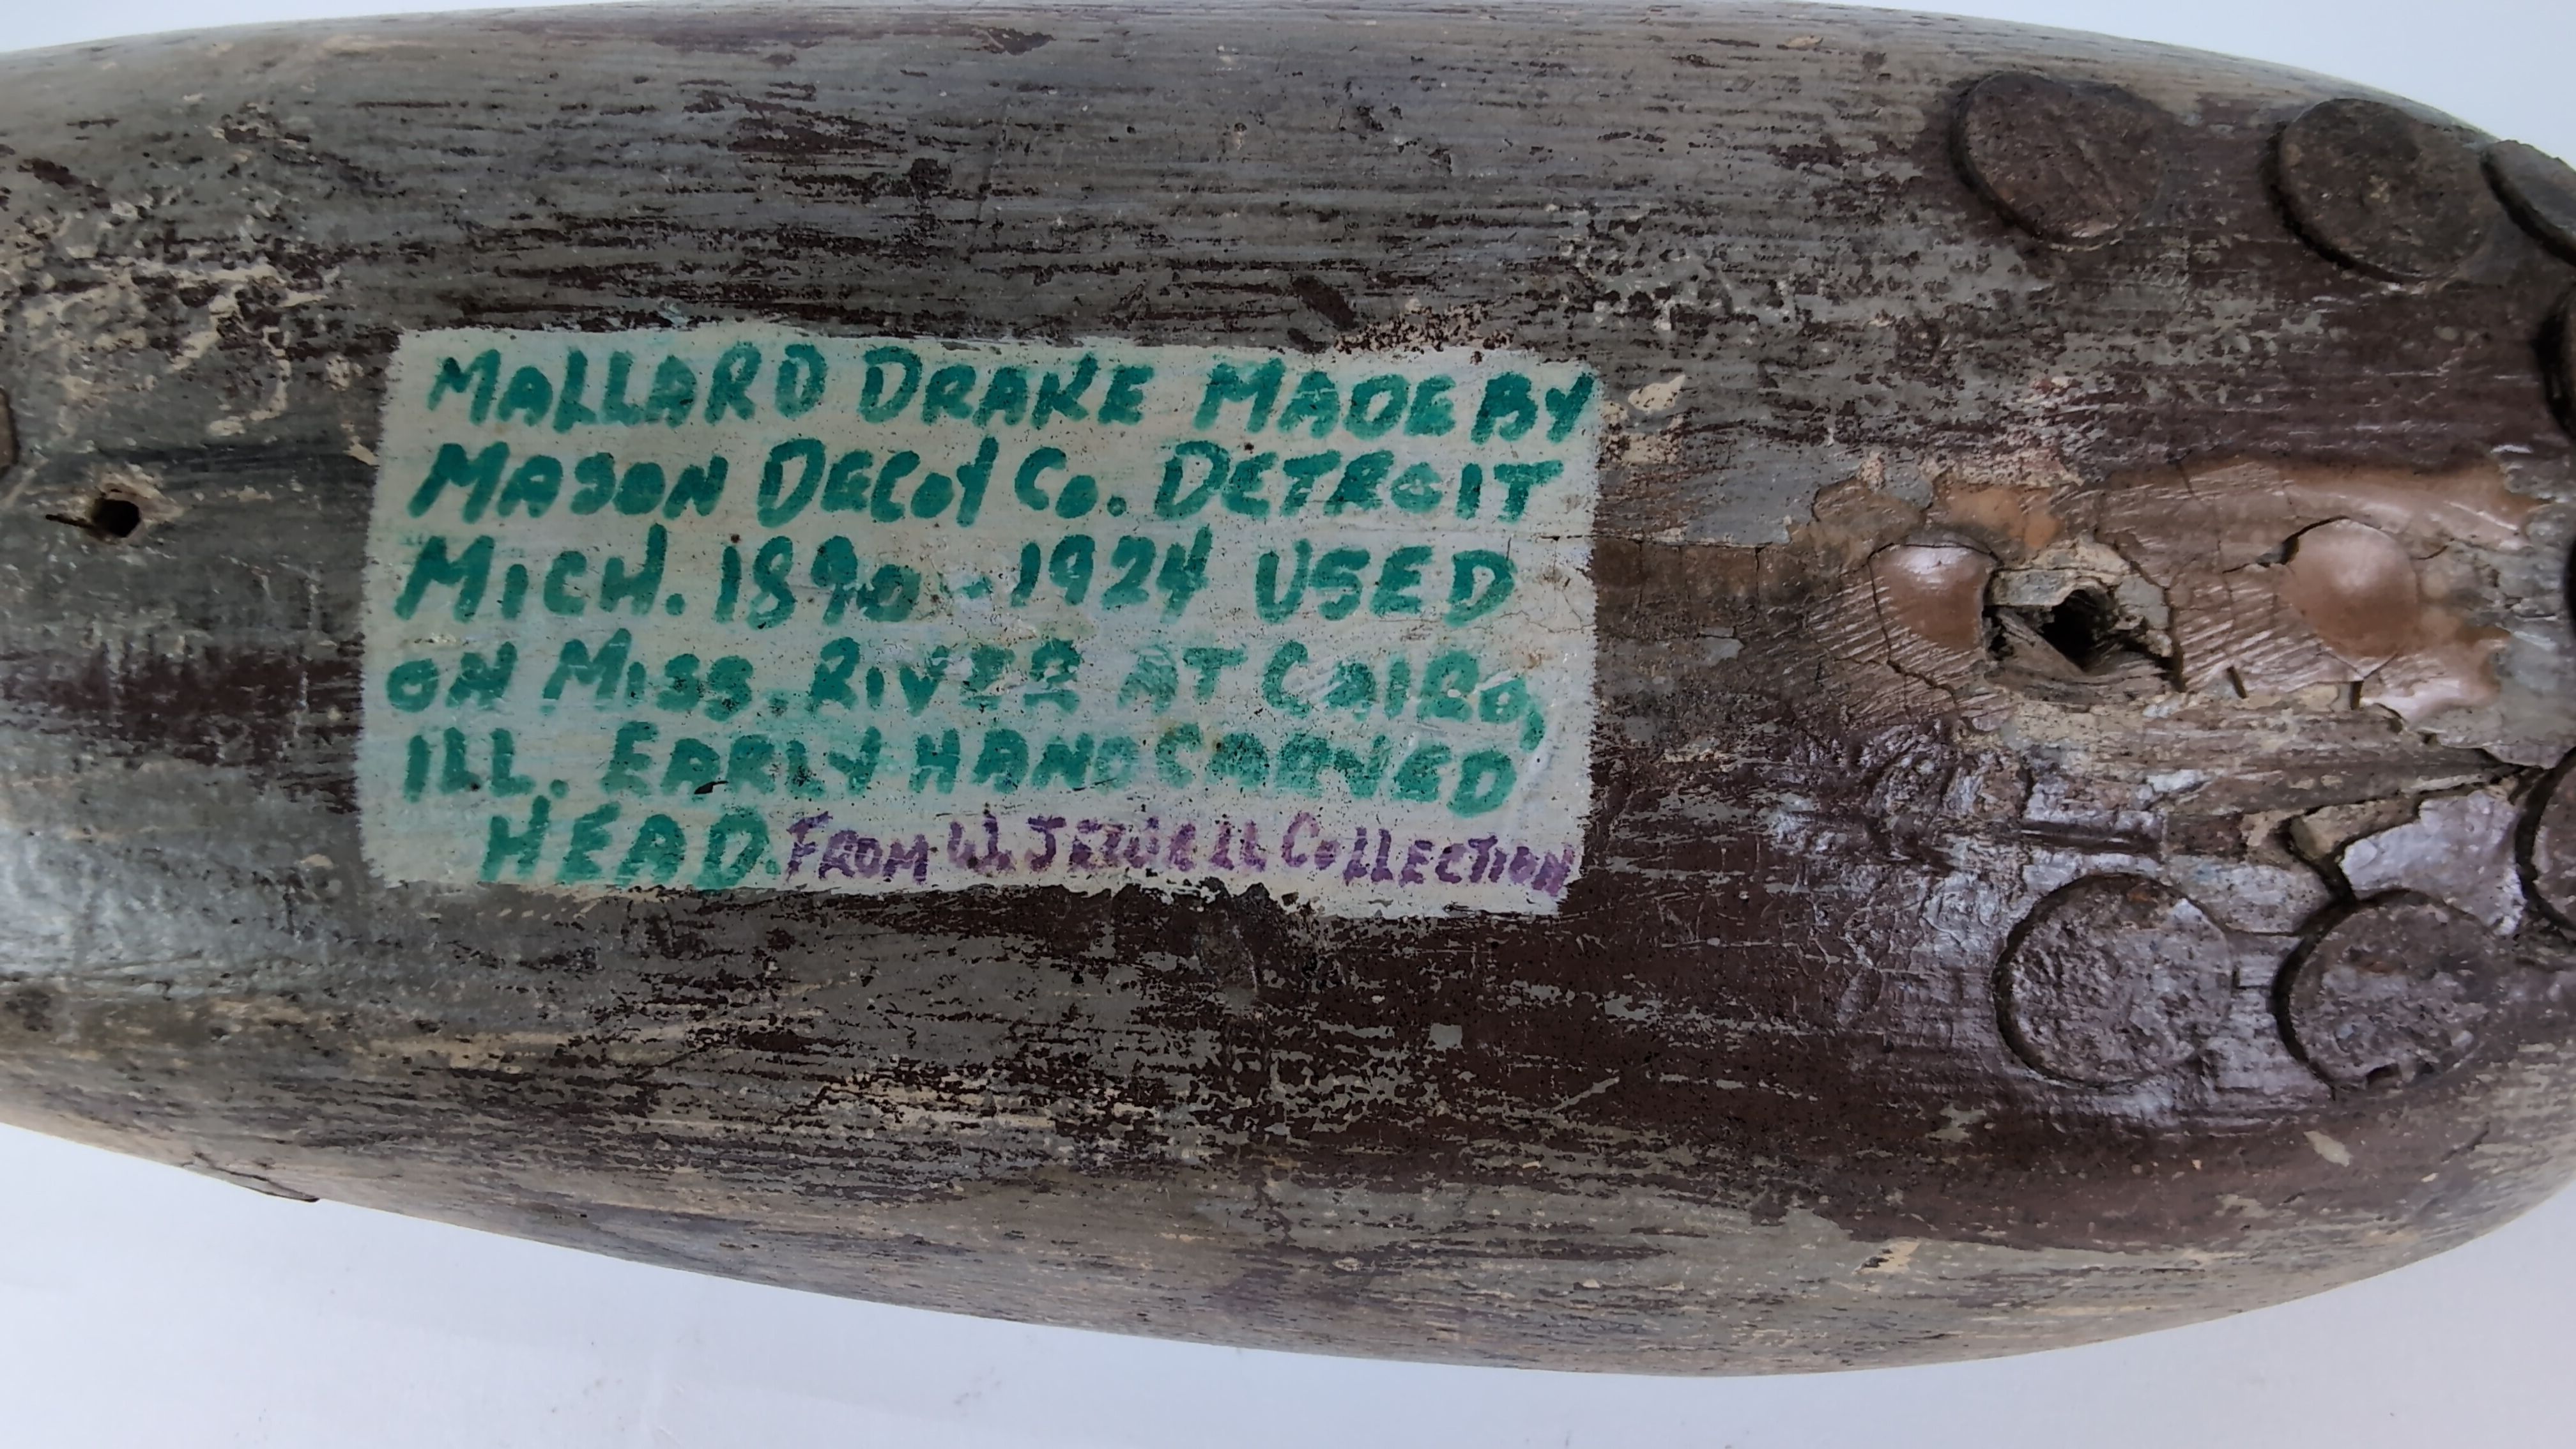 MALLARD DRAKE MADE BY
MASON DECOY CO. DETROIT
MICH. 1890 - 1924 USED
ON MISS. RIVER AT CAIRO,
ILL. EARLY HAND CARVED
HEAD. FROM W. JEWELL COLLECTION